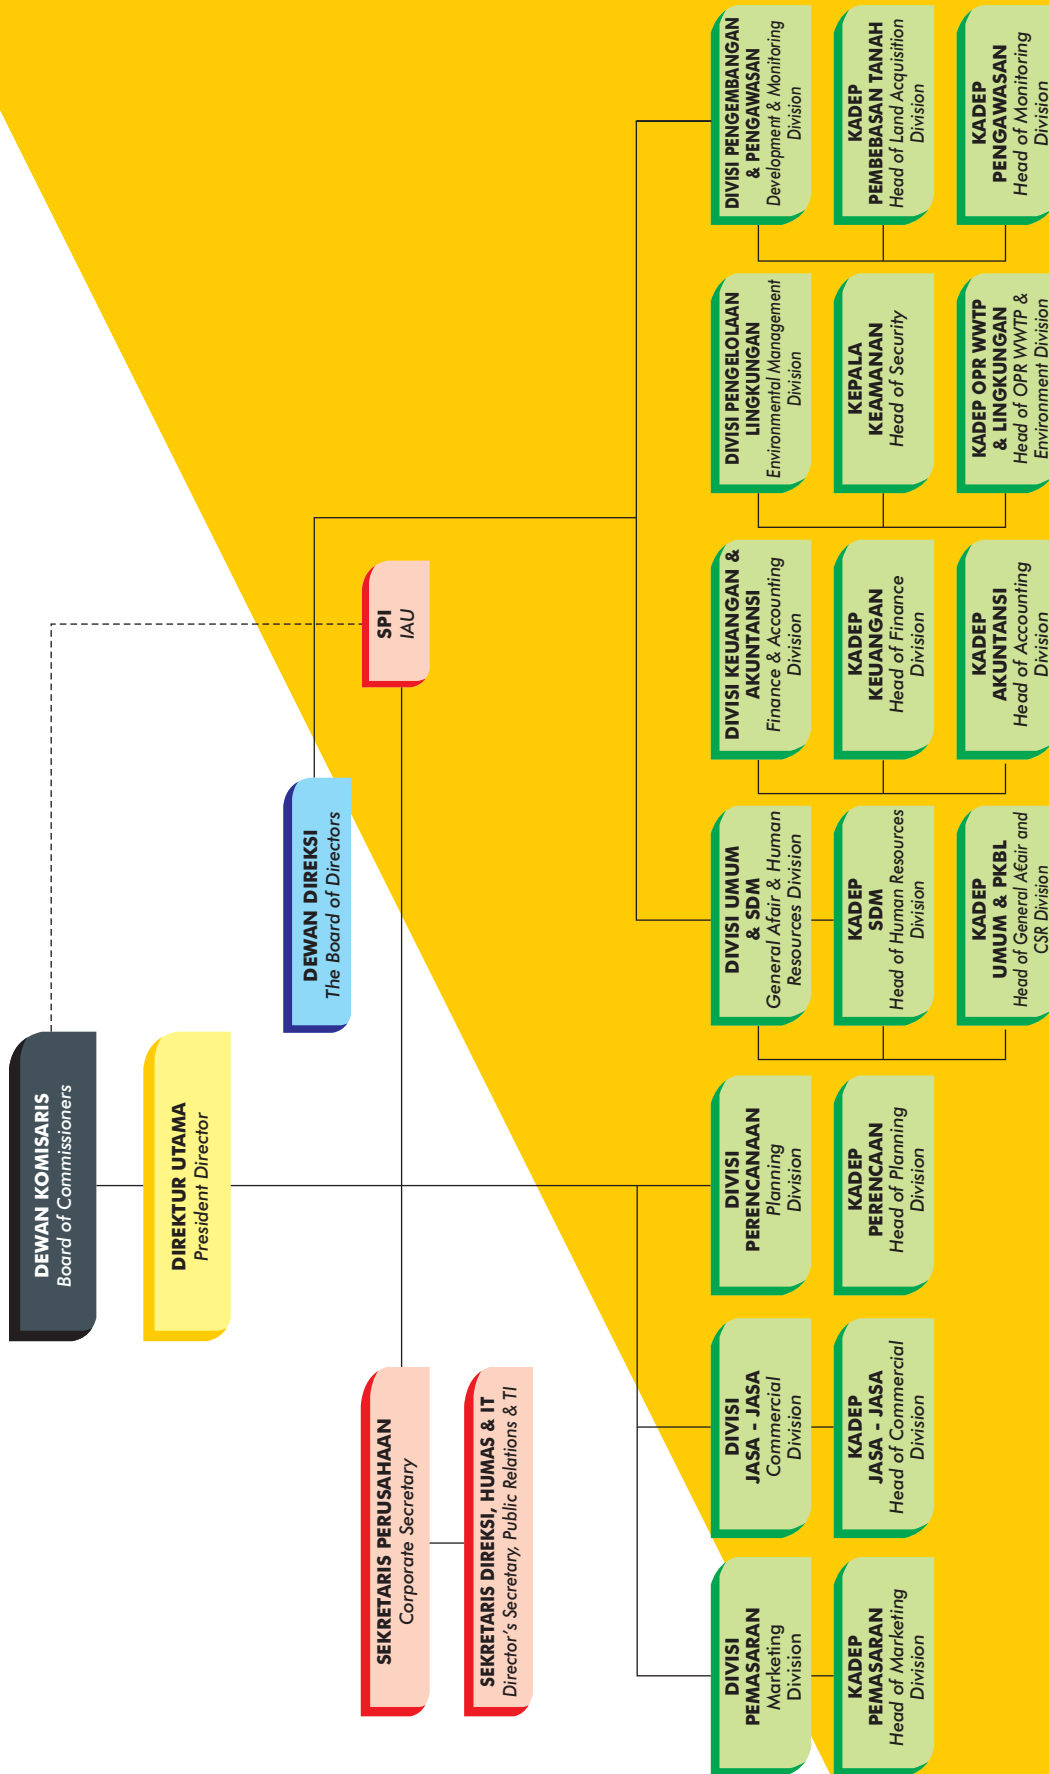 DEWAN KOMISARIS
Board of Commissioners
DIREKTUR UTAMA
President Director
DEWAN DIREKSI
The Board of Directors
SEKRETARIS PERUSAHAAN
Corporate Secretary
SPI
IAU
SEKRETARIS DIREKSI, HUMAS & IT
Director's Secretary, Public Relations & TI
DIVISI
PEMASARAN
Marketing
Division
DIVISI
JASA - JASA
Commercial
Division
DIVISI
PERENCANAAN
Planning
Division
DIVISI UMUM
& SDM
General Afair & Human
Resources Division
DIVISI KEUANGAN &
AKUNTANSI
Finance & Accounting
Division
DIVISI PENGELOLAAN
LINGKUNGAN
Environmental Management
Division
DIVISI PENGEMBANGAN
& PENGAWASAN
Development & Monitoring
Division
KADEP
PEMASARAN
Head of Marketing
Division
KADEP
JASA - JASA
Head of Commercial
Division
KADEP
PERENCAAN
Head of Planning
Division
KADEP
SDM
Head of Human Resources
Division
KADEP
KEUANGAN
Head of Finance
Division
KEPALA
KEAMANAN
Head of Security
KADEP
PEMBEBASAN TANAH
Head of Land Acquisition
Division
KADEP
UMUM & PKBL
Head of General A€air and
CSR Division
KADEP
AKUNTANSI
Head of Accounting
Division
KADEP OPR WWTP
& LINGKUNGAN
Head of OPR WWTP &
Environment Division
KADEP
PENGAWASAN
Head of Monitoring
Division